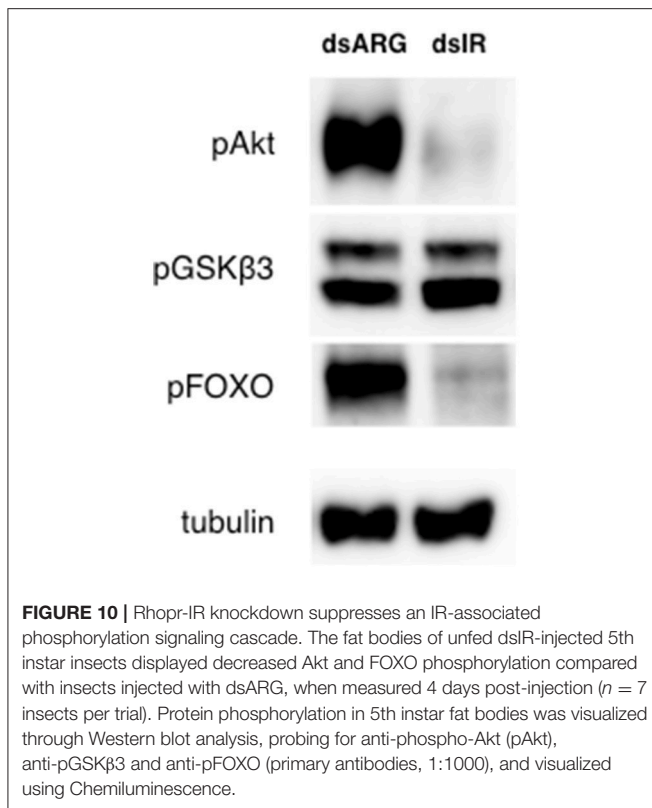 dsARG dsIR
pAkt
pGSKβ3
pFOXO
tubulin
FIGURE 10 | Rhopr-IR knockdown suppresses an IR-associated
phosphorylation signaling cascade. The fat bodies of unfed dsIR-injected 5th
instar insects displayed decreased Akt and FOXO phosphorylation compared
with insects injected with dsARG, when measured 4 days post-injection (n = 7
insects per trial). Protein phosphorylation in 5th instar fat bodies was visualized
through Western blot analysis, probing for anti-phospho-Akt (pAkt),
anti-pGSKβ3 and anti-pFOXO (primary antibodies, 1:1000), and visualized
using Chemiluminescence.